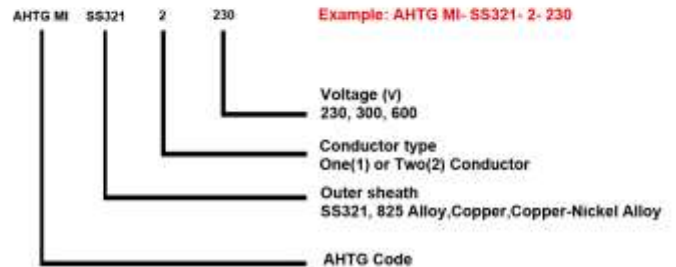 AHTG MI SS321 2 230 Example: AHTG MI- SS321- 2- 230
Voltage (V)
230, 300, 600
Conductor type
One(1) or Two(2) Conductor
Outer sheath
SS321, 825 Alloy,Copper,Copper-Nickel Alloy
AHTG Code